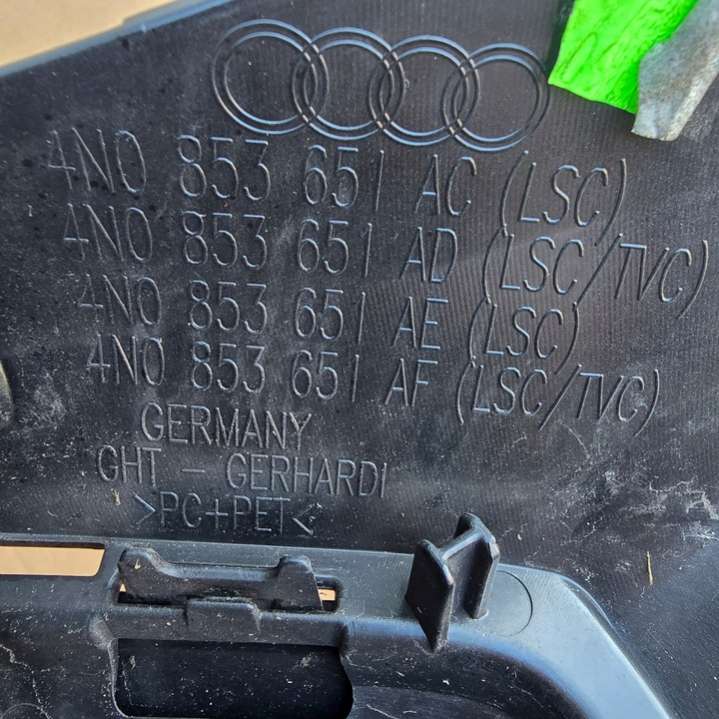 4N0 853 651 AC (LSC)
4N0 853 651 AD (LSC/TVC)
4N0 853 651 AE (LSC)
4N0 853 651 AF (LSC/TVC)
GERMANY
GHT - GERHARDI
>PC+PET<